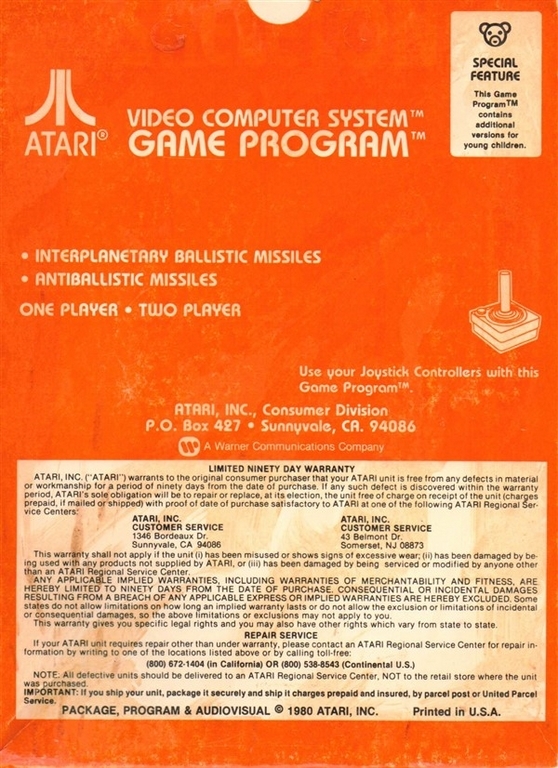 SPECIAL
FEATURE
This Game
Program™
contains
additional
versions for
young children.
ATARI®
VIDEO COMPUTER SYSTEM™
GAME PROGRAM™
• INTERPLANETARY BALLISTIC MISSILES
• ANTIBALLISTIC MISSILES
ONE PLAYER • TWO PLAYER
Use your Joystick Controllers with this
Game Program™.
ATARI, INC., Consumer Division
P.O. Box 427 • Sunnyvale, CA. 94086
A Warner Communications Company
LIMITED NINETY DAY WARRANTY
ATARI, INC. ("ATARI") warrants to the original consumer purchaser that your ATARI unit is free from any defects in material
or workmanship for a period of ninety days from the date of purchase. If any such defect is discovered within the warranty
period, ATARI's sole obligation will be to repair or replace, at its election, the unit free of charge on receipt of the unit (charges
prepaid, if mailed or shipped) with proof of date of purchase satisfactory to ATARI at one of the following ATARI Regional Ser-
vice Centers:
ATARI, INC.
CUSTOMER SERVICE
1346 Bordeaux Dr.
Sunnyvale, CA 94086
ATARI, INC.
CUSTOMER SERVICE
43 Belmont Dr.
Somerset, NJ 08873
This warranty shall not apply if the unit (i) has been misused or shows signs of excessive wear; (ii) has been damaged by be-
ing used with any products not supplied by ATARI, or (iii) has been damaged by being serviced or modified by anyone other
than an ATARI Regional Service Center.
ANY APPLICABLE IMPLIED WARRANTIES, INCLUDING WARRANTIES OF MERCHANTABILITY AND FITNESS, ARE
HEREBY LIMITED TO NINETY DAYS FROM THE DATE OF PURCHASE. CONSEQUENTIAL OR INCIDENTAL DAMAGES
RESULTING FROM A BREACH OF ANY APPLICABLE EXPRESS OR IMPLIED WARRANTIES ARE HEREBY EXCLUDED. Some
states do not allow limitations on how long an implied warranty lasts or do not allow the exclusion or limitations of incidental
or consequential damages, so the above limitations or exclusions may not apply to you.
This warranty gives you specific legal rights and you may also have other rights which vary from state to state.
REPAIR SERVICE
If your ATARI unit requires repair other than under warranty, please contact an ATARI Regional Service Center for repair in-
formation by writing to one of the locations listed above or by calling toll-free:
(800) 672-1404 (in California) OR (800) 538-8543 (Continental U.S.)
NOTE: All defective units should be delivered to an ATARI Regional Service Center, NOT to the retail store where the unit
was purchased.
IMPORTANT: If you ship your unit, package it securely and ship it charges prepaid and insured, by parcel post or United Parcel
Service.
PACKAGE, PROGRAM & AUDIOVISUAL © 1980 ATARI, INC.
Printed in U.S.A.